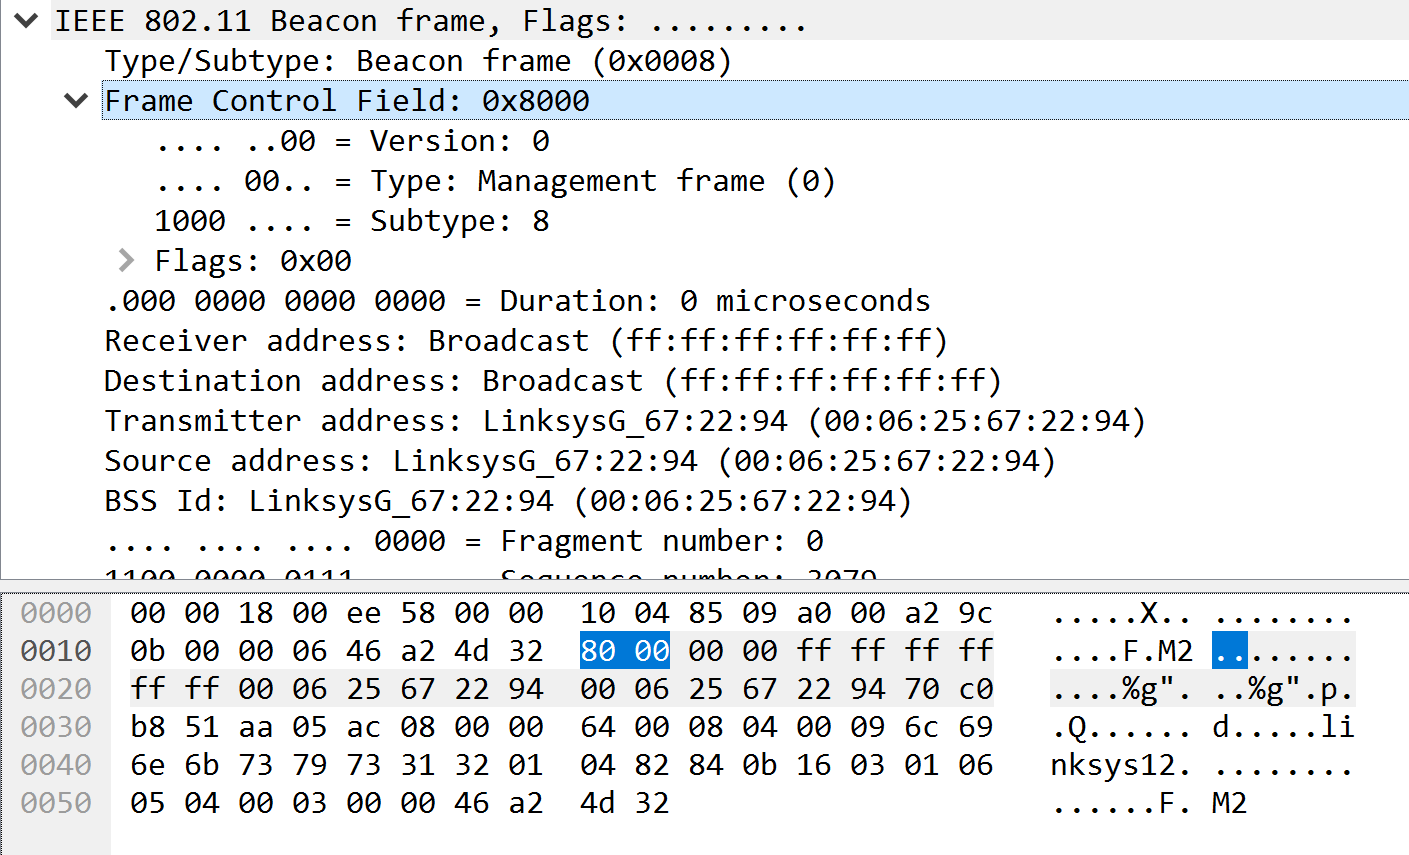 IEEE 802.11 Beacon frame, Flags: .........
Type/Subtype: Beacon frame (0x0008)
Frame Control Field: 0x8000
.... ..00 = Version: 0
.... 00.. = Type: Management frame (0)
1000 .... = Subtype: 8
Flags: 0x00
.000 0000 0000 0000 = Duration: 0 microseconds
Receiver address: Broadcast (ff:ff:ff:ff:ff:ff)
Destination address: Broadcast (ff:ff:ff:ff:ff:ff)
Transmitter address: LinksysG_67:22:94 (00:06:25:67:22:94)
Source address: LinksysG_67:22:94 (00:06:25:67:22:94)
BSS Id: LinksysG_67:22:94 (00:06:25:67:22:94)
.... .... .... 0000 = Fragment number: 0
1100 0000 0111 .... = Sequence number: 3079
0000 00 00 18 00 ee 58 00 00 10 04 85 09 a0 00 a2 9c .....X.. ........
0010 0b 00 00 06 46 a2 4d 32 80 00 00 00 ff ff ff ff ....F.M2 ........
0020 ff ff 00 06 25 67 22 94 00 06 25 67 22 94 70 c0 ....%g". ..%g".p.
0030 b8 51 aa 05 ac 08 00 00 64 00 08 04 00 09 6c 69 .Q...... d.....li
0040 6e 6b 73 79 73 31 32 01 04 82 84 0b 16 03 01 06 nksys12. ........
0050 05 04 00 03 00 00 46 a2 4d 32 ......F. M2